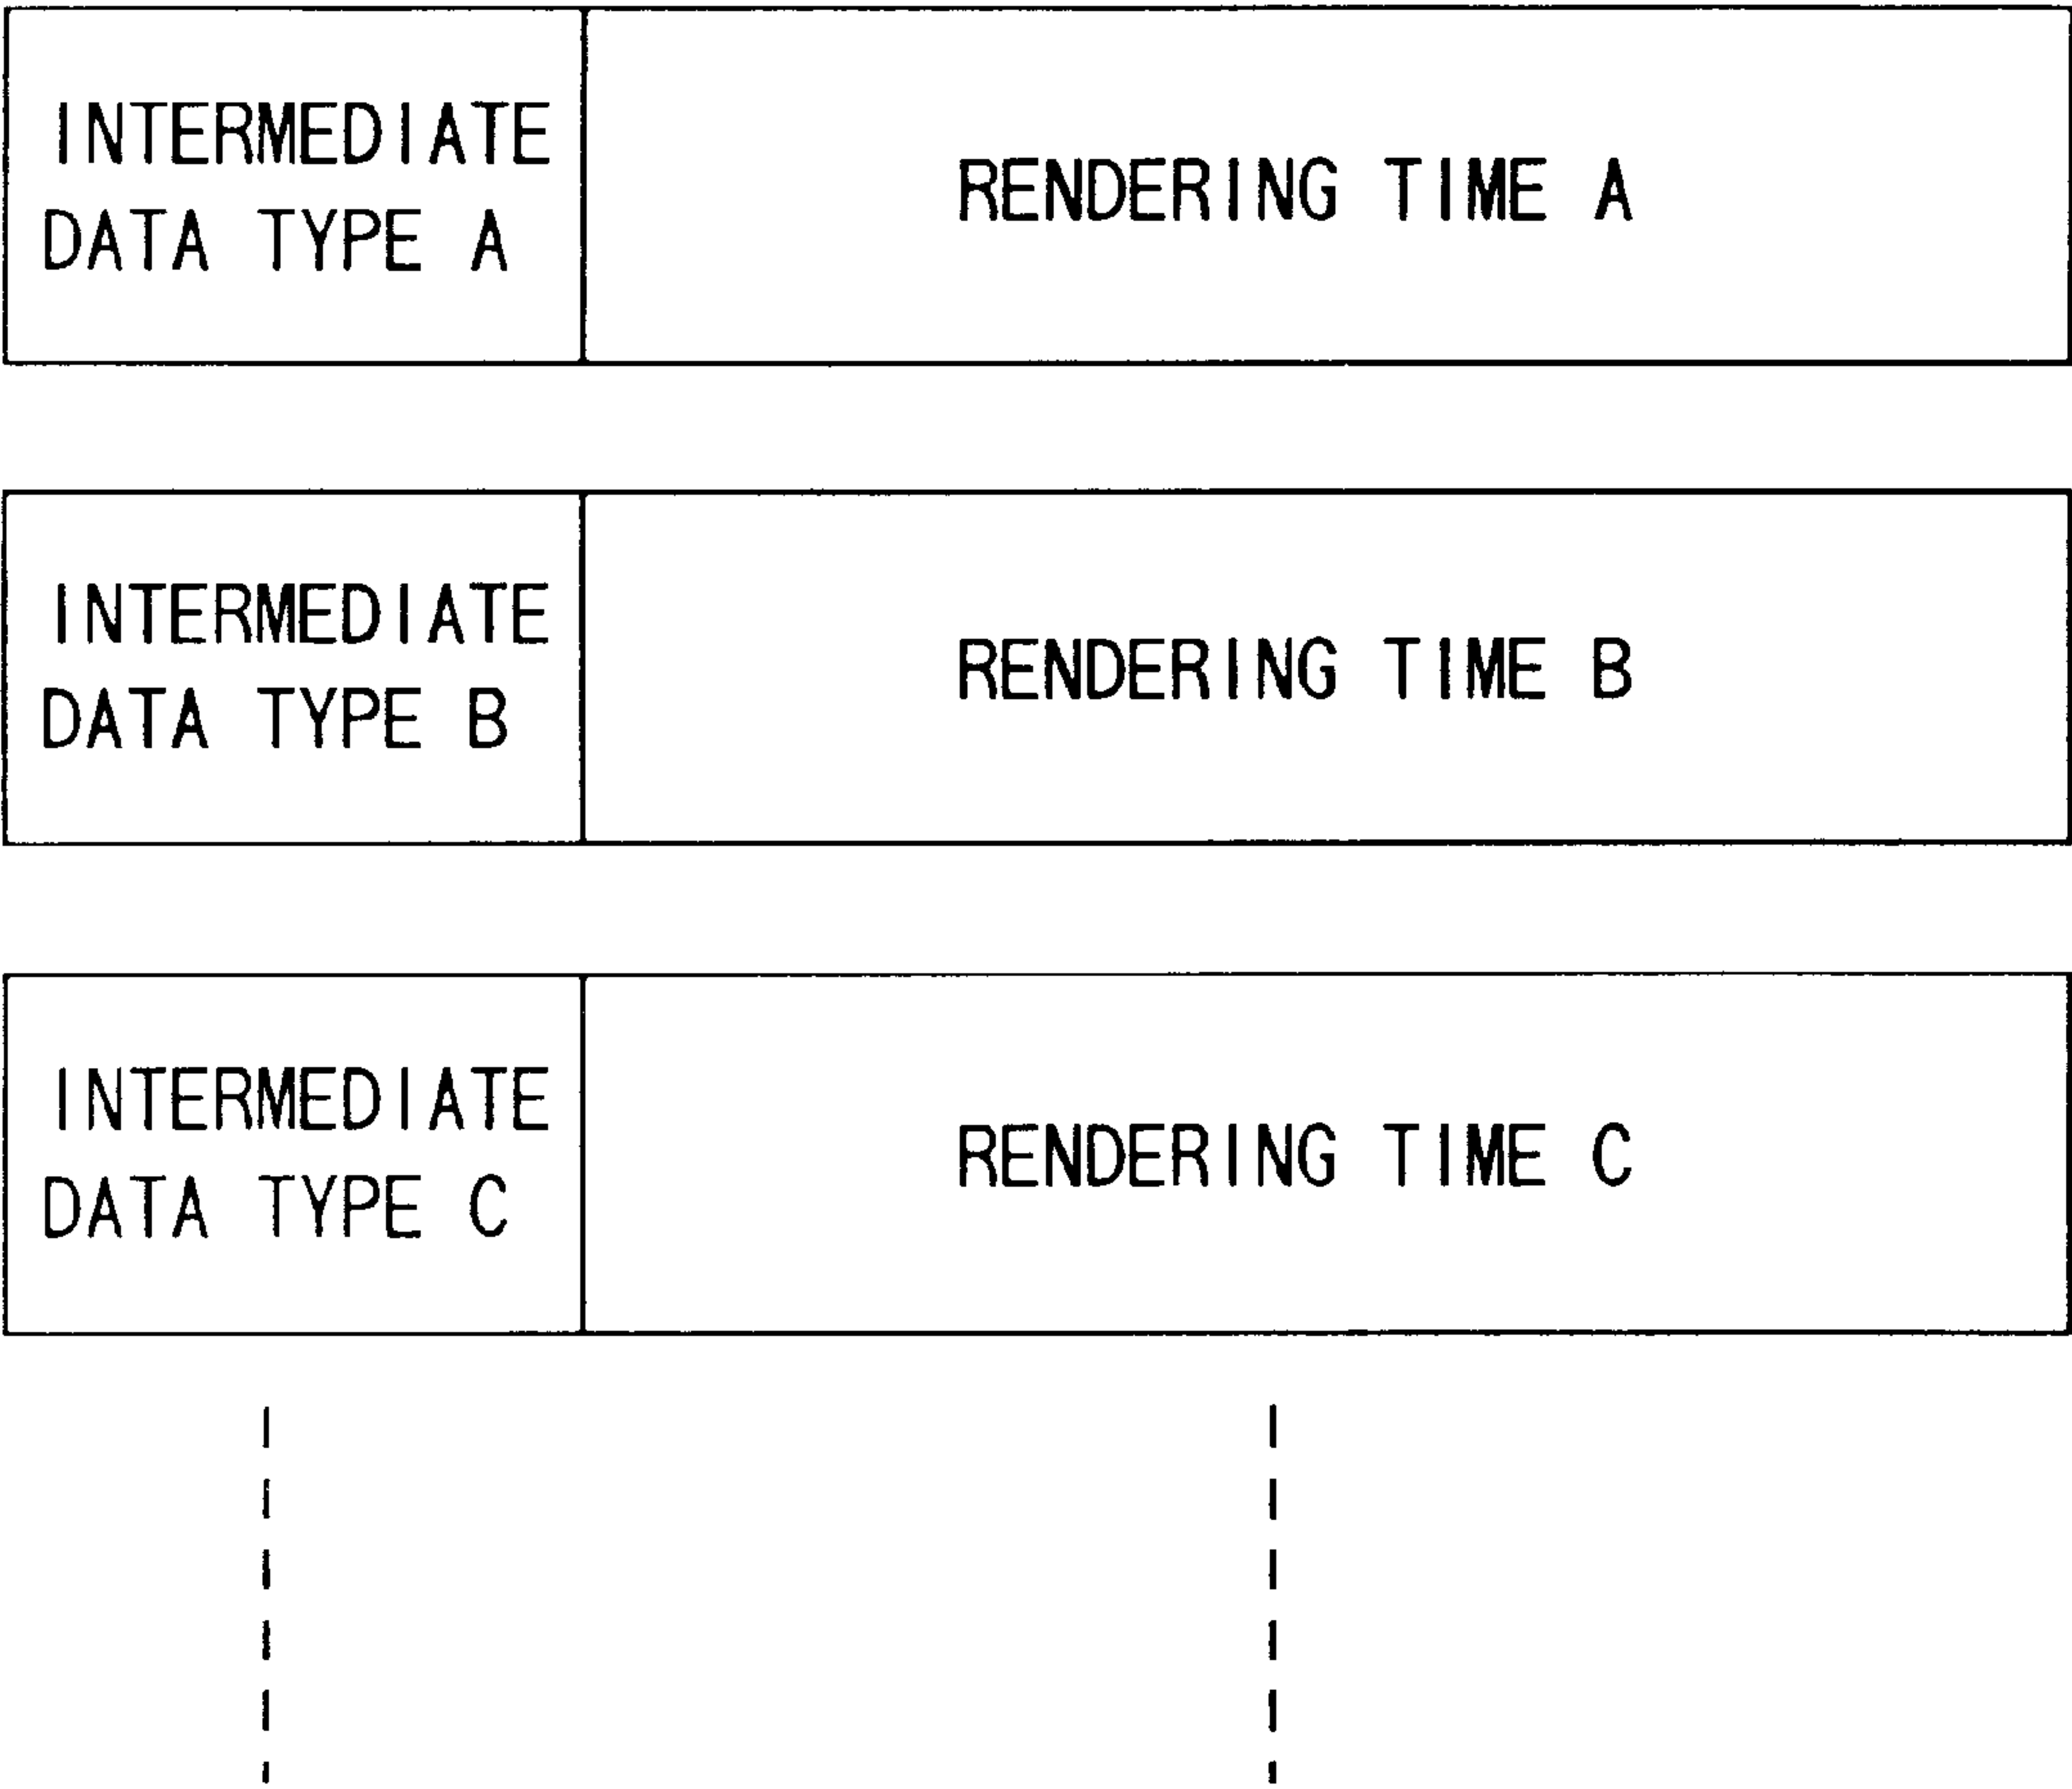 INTERMEDIATE
DATA TYPE A
RENDERING TIME A
INTERMEDIATE
DATA TYPE B
RENDERING TIME B
INTERMEDIATE
DATA TYPE C
RENDERING TIME C